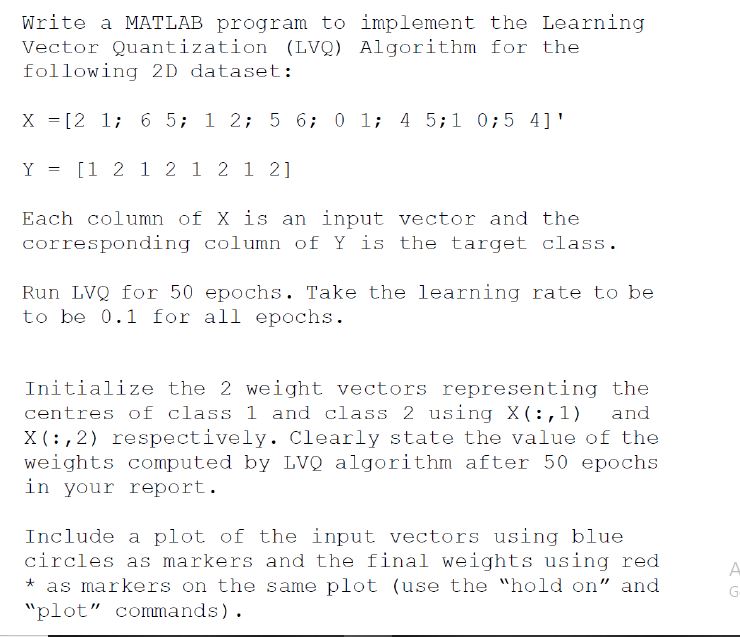 Write a MATLAB program to implement the Learning
Vector Quantization (LVQ) Algorithm for the
following 2D dataset:
X =[2 1; 6 5; 1 2; 5 6; 0 1; 4 5;1 0;5 4]'
Y = [1 2 1 2 1 2 1 2]
Each column of X is an input vector and the
corresponding column of Y is the target class.
Run LVQ for 50 epochs. Take the learning rate to be
to be 0.1 for all epochs.
Initialize the 2 weight vectors representing the
centres of class 1 and class 2 using X(:,1) and
X(:,2) respectively. Clearly state the value of the
weights computed by LVQ algorithm after 50 epochs
in your report.
Include a plot of the input vectors using blue
circles as markers and the final weights using red
* as markers on the same plot (use the "hold on" and
"plot" commands).
A
G